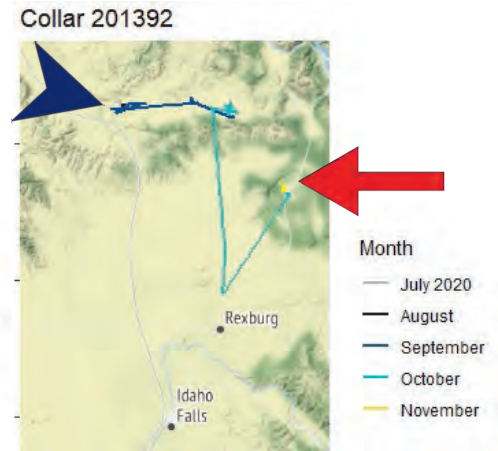 Collar 201392
Rexburg
Idaho
Falls
Month
July 2020
August
September
October
November